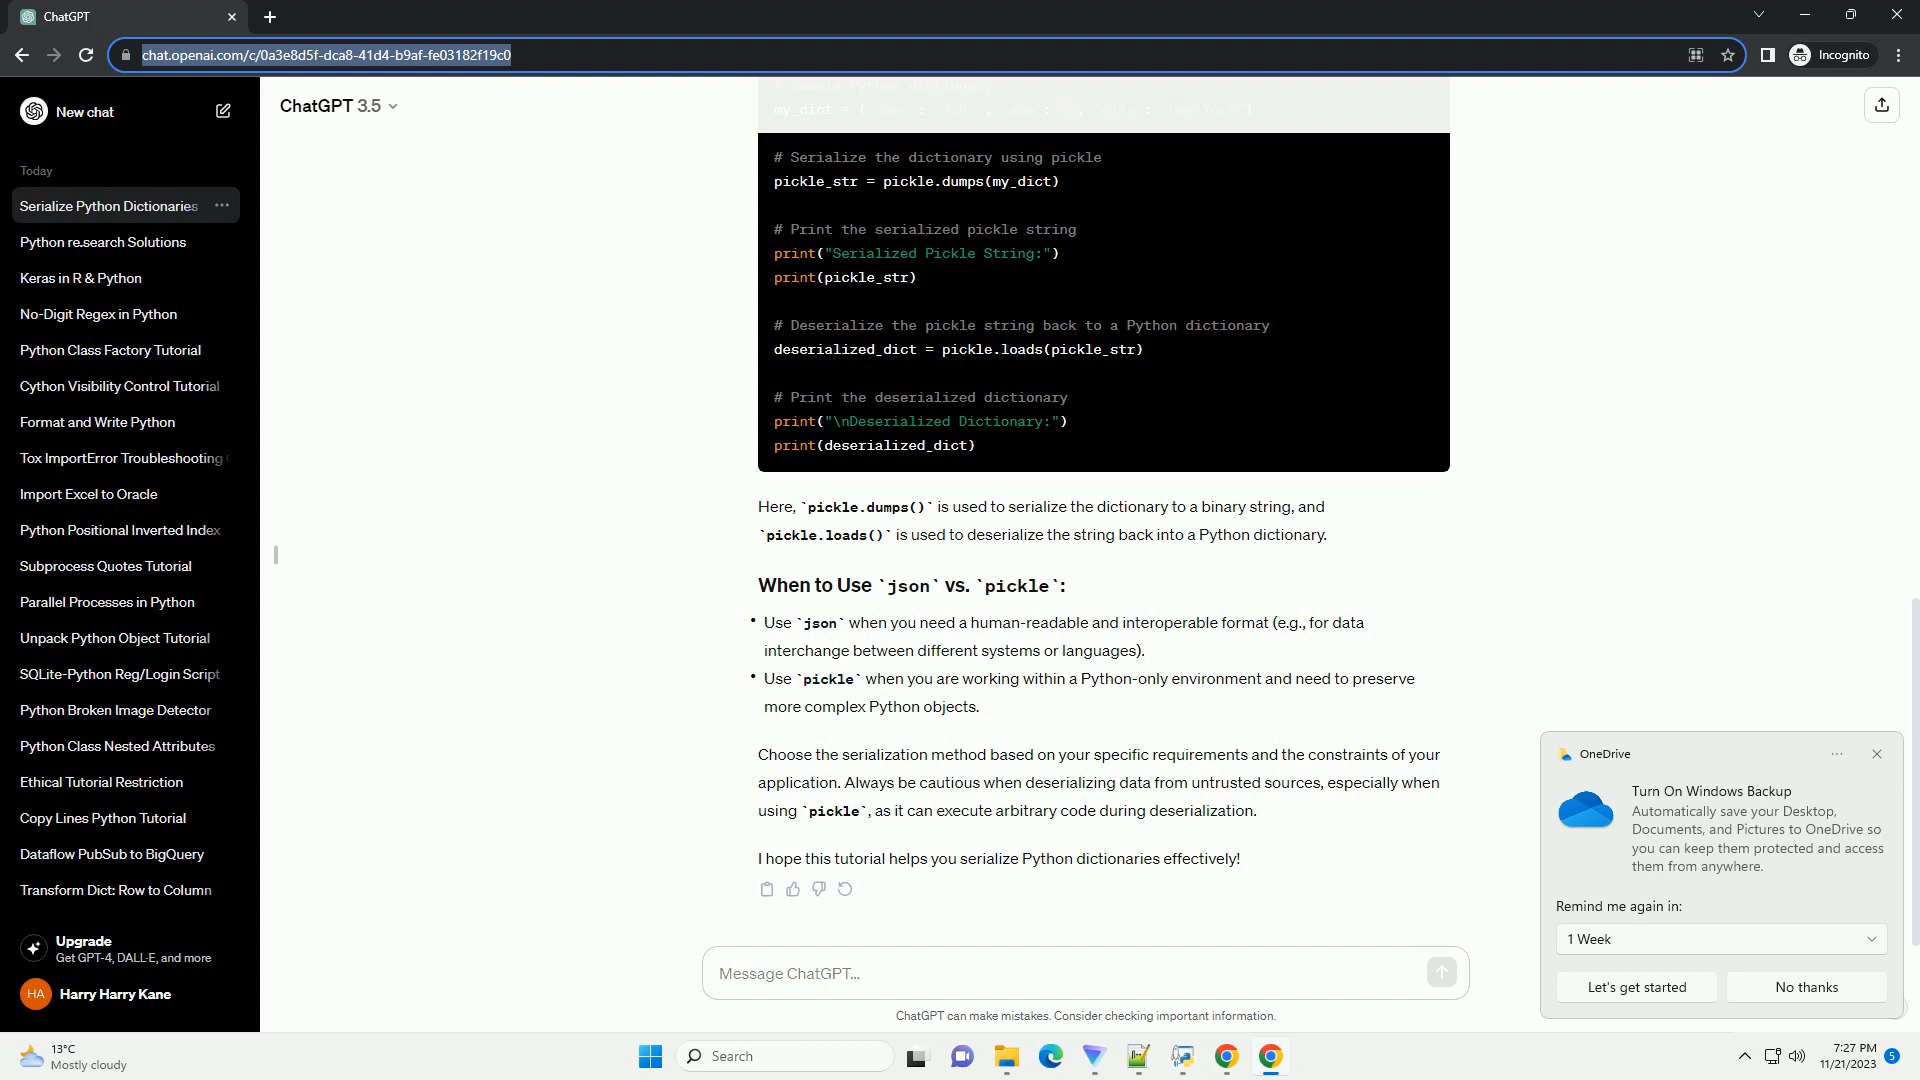 ChatGPT
chat.openai.com/c/0a3e8d5f-dca8-41d4-b9af-fe03182f19c0
Incognito
New chat
Today
Serialize Python Dictionaries
Python re.search Solutions
Keras in R & Python
No-Digit Regex in Python
Python Class Factory Tutorial
Cython Visibility Control Tutorial
Format and Write Python
Tox ImportError Troubleshooting
Import Excel to Oracle
Python Positional Inverted Index
Subprocess Quotes Tutorial
Parallel Processes in Python
Unpack Python Object Tutorial
SQLite-Python Reg/Login Script
Python Broken Image Detector
Python Class Nested Attributes
Ethical Tutorial Restriction
Copy Lines Python Tutorial
Dataflow PubSub to BigQuery
Transform Dict: Row to Column
Upgrade
Get GPT-4, DALL·E, and more
HA
Harry Harry Kane
ChatGPT 3.5
my_dict = {
# Serialize the dictionary using pickle
pickle_str = pickle.dumps(my_dict)
# Print the serialized pickle string
print("Serialized Pickle String:")
print(pickle_str)
# Deserialize the pickle string back to a Python dictionary
deserialized_dict = pickle.loads(pickle_str)
# Print the deserialized dictionary
print("\nDeserialized Dictionary:")
print(deserialized_dict)
Here, `pickle.dumps()` is used to serialize the dictionary to a binary string, and
`pickle.loads()` is used to deserialize the string back into a Python dictionary.
When to Use `json` vs. `pickle`:
• Use `json` when you need a human-readable and interoperable format (e.g., for data
interchange between different systems or languages).
• Use `pickle` when you are working within a Python-only environment and need to preserve
more complex Python objects.
Choose the serialization method based on your specific requirements and the constraints of your
application. Always be cautious when deserializing data from untrusted sources, especially when
using `pickle`, as it can execute arbitrary code during deserialization.
I hope this tutorial helps you serialize Python dictionaries effectively!
Message ChatGPT...
ChatGPT can make mistakes. Consider checking important information.
OneDrive
Turn On Windows Backup
Automatically save your Desktop,
Documents, and Pictures to OneDrive so
you can keep them protected and access
them from anywhere.
Remind me again in:
1 Week
Let's get started
No thanks
13°C
Mostly cloudy
Search
7:27 PM
11/21/2023
5